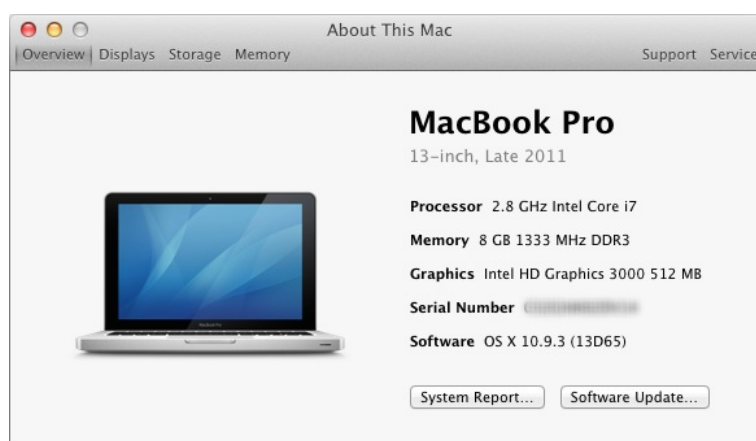 About This Mac
Overview Displays Storage Memory Support Service
MacBook Pro
13-inch, Late 2011
Processor 2.8 GHz Intel Core i7
Memory 8 GB 1333 MHz DDR3
Graphics Intel HD Graphics 3000 512 MB
Serial Number
Software OS X 10.9.3 (13D65)
System Report... Software Update...